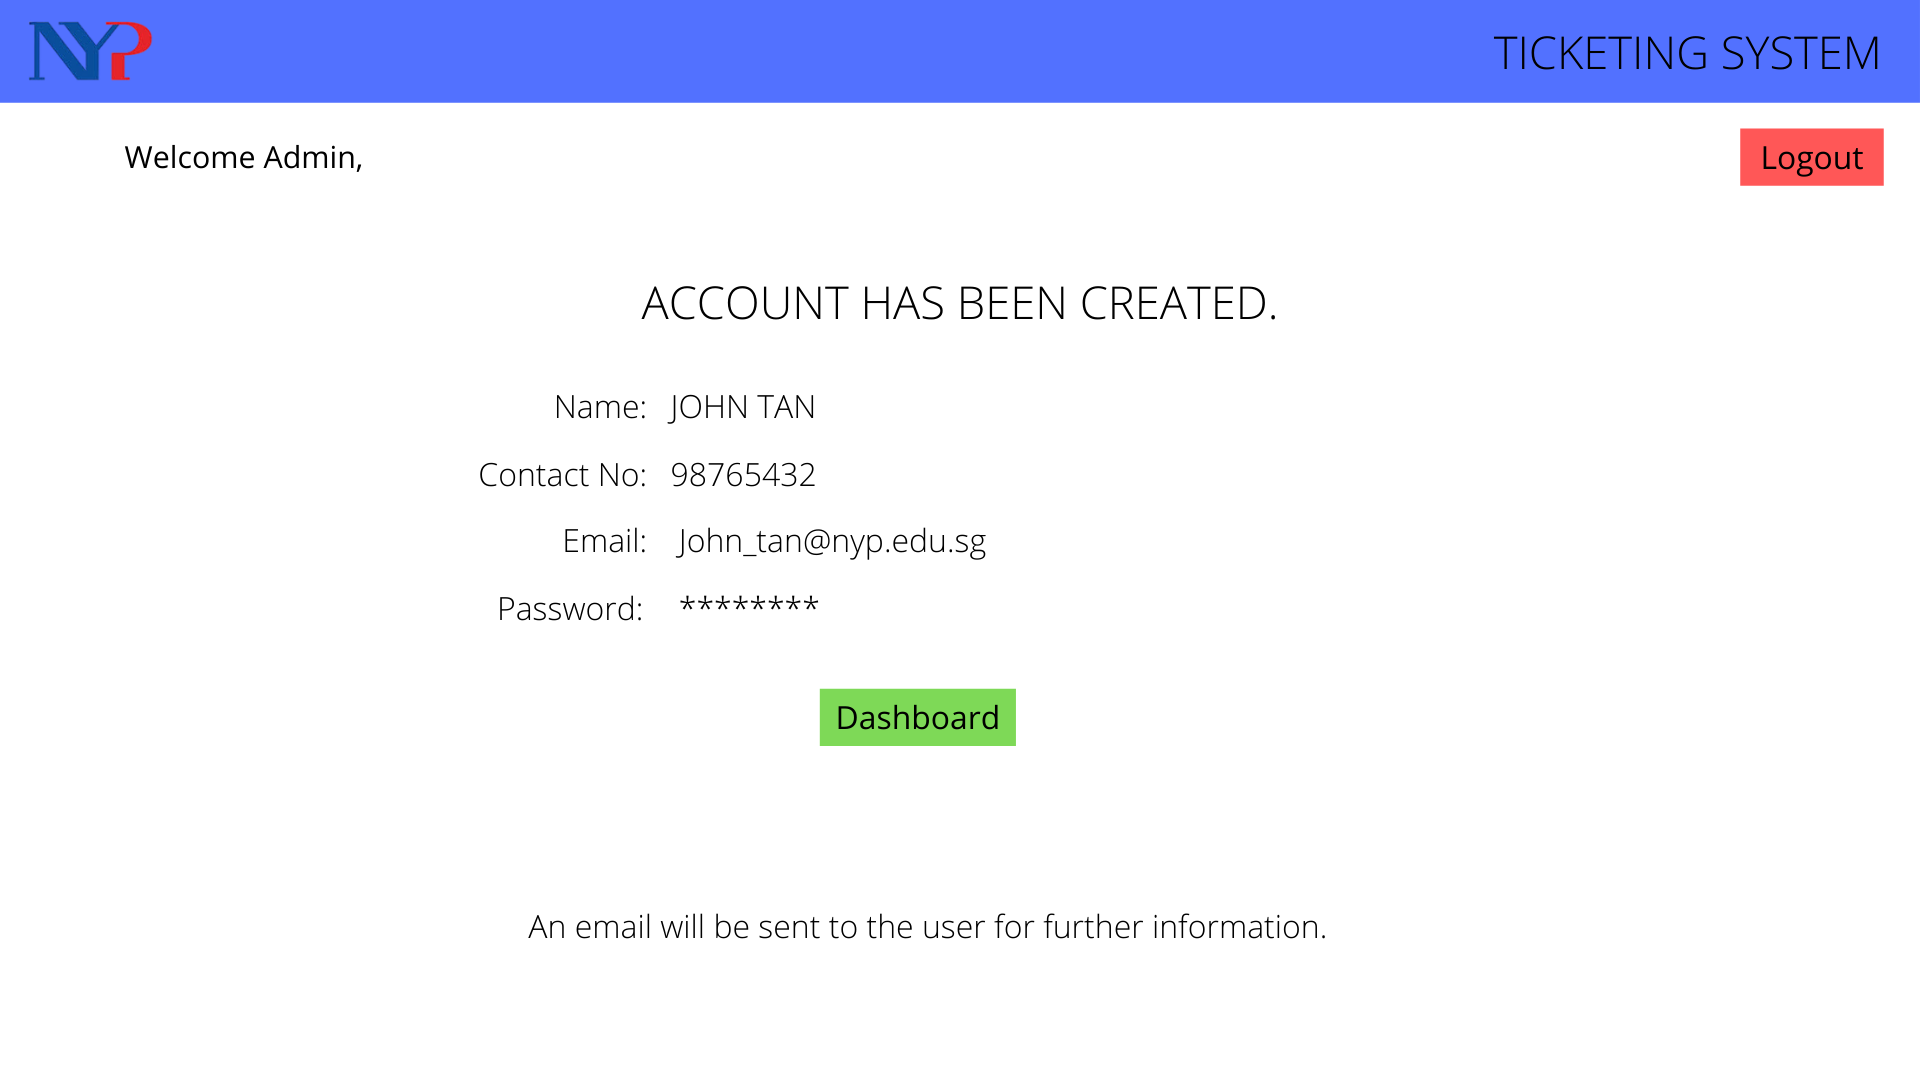 NYP
TICKETING SYSTEM
Welcome Admin,
Logout
ACCOUNT HAS BEEN CREATED.
Name: JOHN TAN
Contact No: 98765432
Email: John_tan@nyp.edu.sg
Password: ********
Dashboard
An email will be sent to the user for further information.